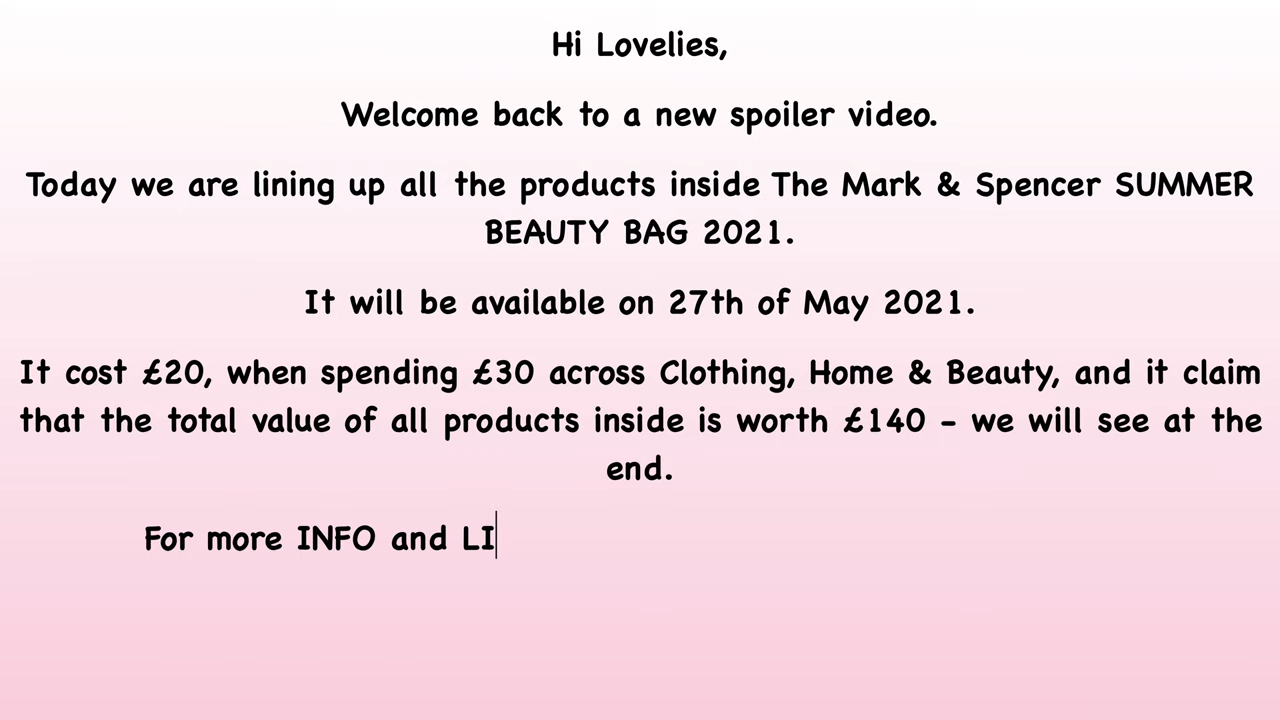 Hi Lovelies,
Welcome back to a new spoiler video.
Today we are lining up all the products inside The Mark & Spencer SUMMER
BEAUTY BAG 2021.
It will be available on 27th of May 2021.
It cost £20, when spending £30 across Clothing, Home & Beauty, and it claim
that the total value of all products inside is worth £140 - we will see at the
end.
For more INFO and LI